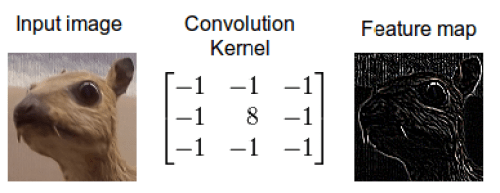 Input image
Convolution
Kernel
Feature map
-1 -1 -1
-1 8 -1
-1 -1 -1